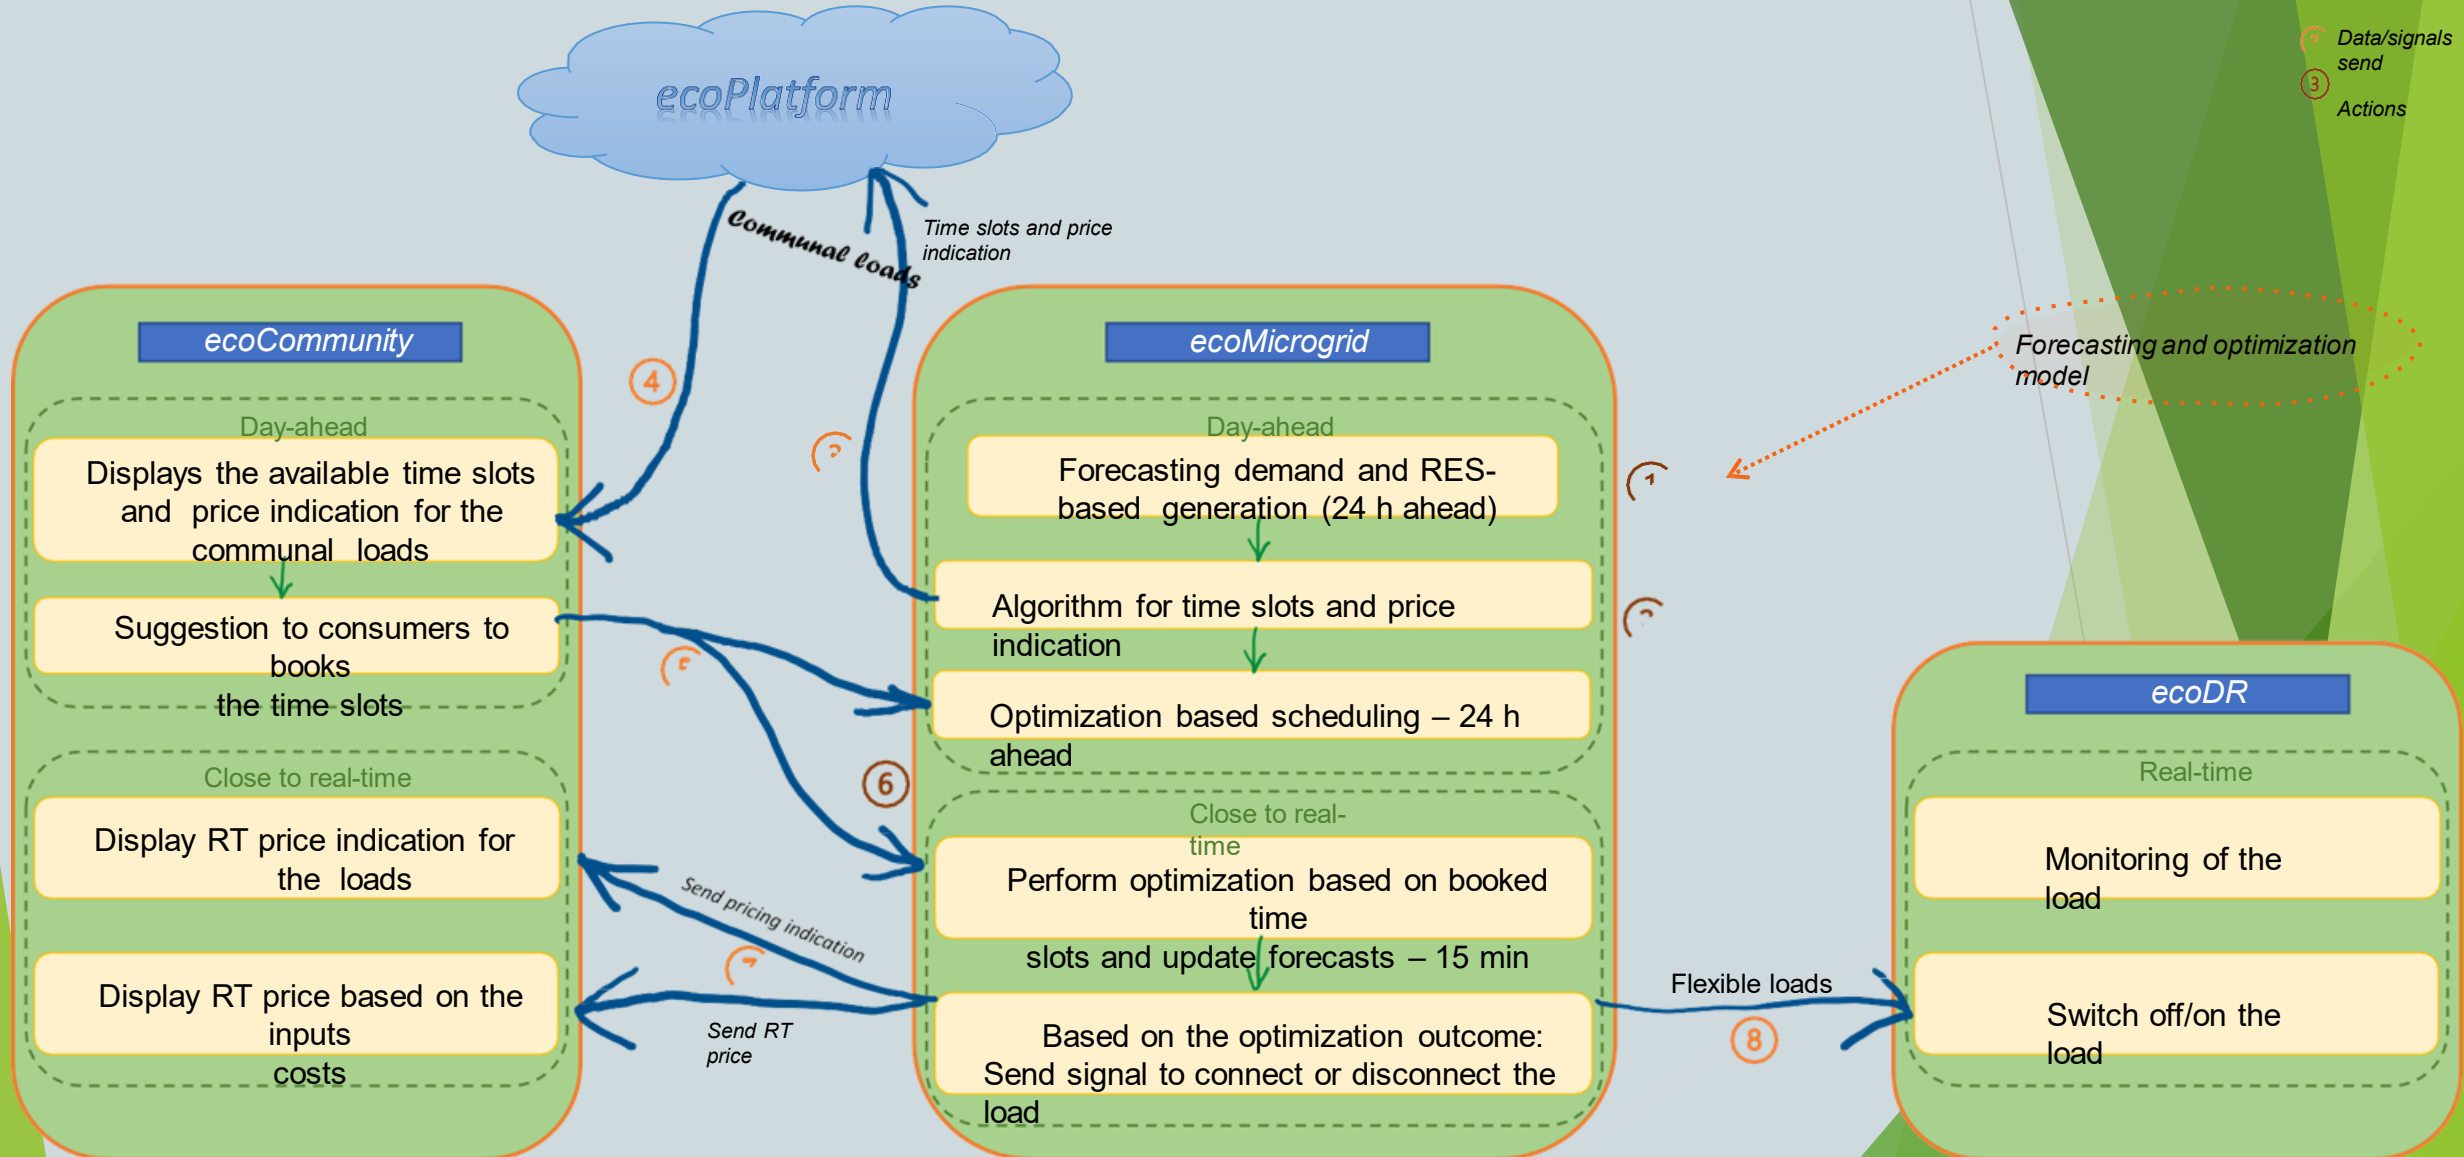 ecoPlatform
Data/signals
send
3
Actions
Communal loads
Time slots and price
indication
ecoCommunity
4
Day-ahead
Displays the available time slots
and price indication for the
communal loads
Suggestion to consumers to
books
the time slots
Close to real-time
Display RT price indication for
the loads
Display RT price based on the
inputs
costs
ecoMicrogrid
Day-ahead
Forecasting demand and RES-
based generation (24 h ahead)
Algorithm for time slots and price
indication
Optimization based scheduling – 24 h
ahead
6
Close to real-
time
Perform optimization based on booked
time
slots and update forecasts – 15 min
Based on the optimization outcome:
Send signal to connect or disconnect the
load
Send pricing indication
Send RT
price
Forecasting and optimization
model
Flexible loads
8
ecoDR
Real-time
Monitoring of the
load
Switch off/on the
load